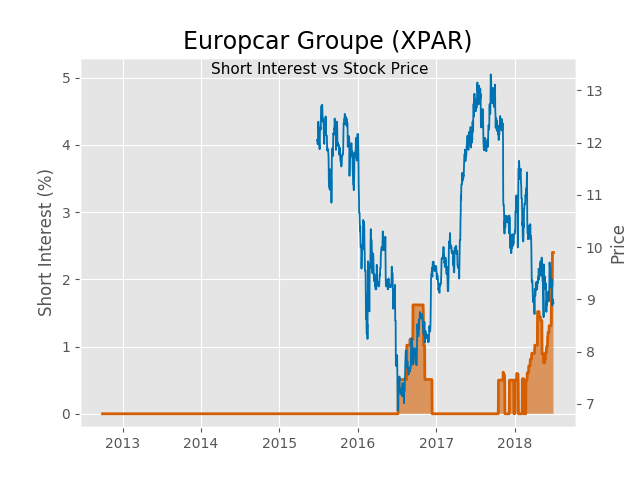 Europcar Groupe (XPAR)
Short Interest vs Stock Price
Short Interest (%)
5
4
3
2
1
0
13
12
11
10
9
8
7
Price
2013 2014 2015 2016 2017 2018